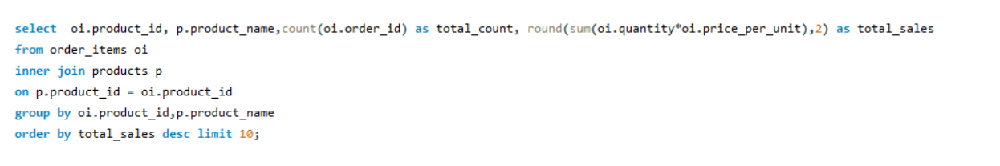 select  oi.product_id, p.product_name,count(oi.order_id) as total_count, round(sum(oi.quantity*oi.price_per_unit),2) as total_sales
from order_items oi
inner join products p
on p.product_id = oi.product_id
group by oi.product_id,p.product_name
order by total_sales desc limit 10;